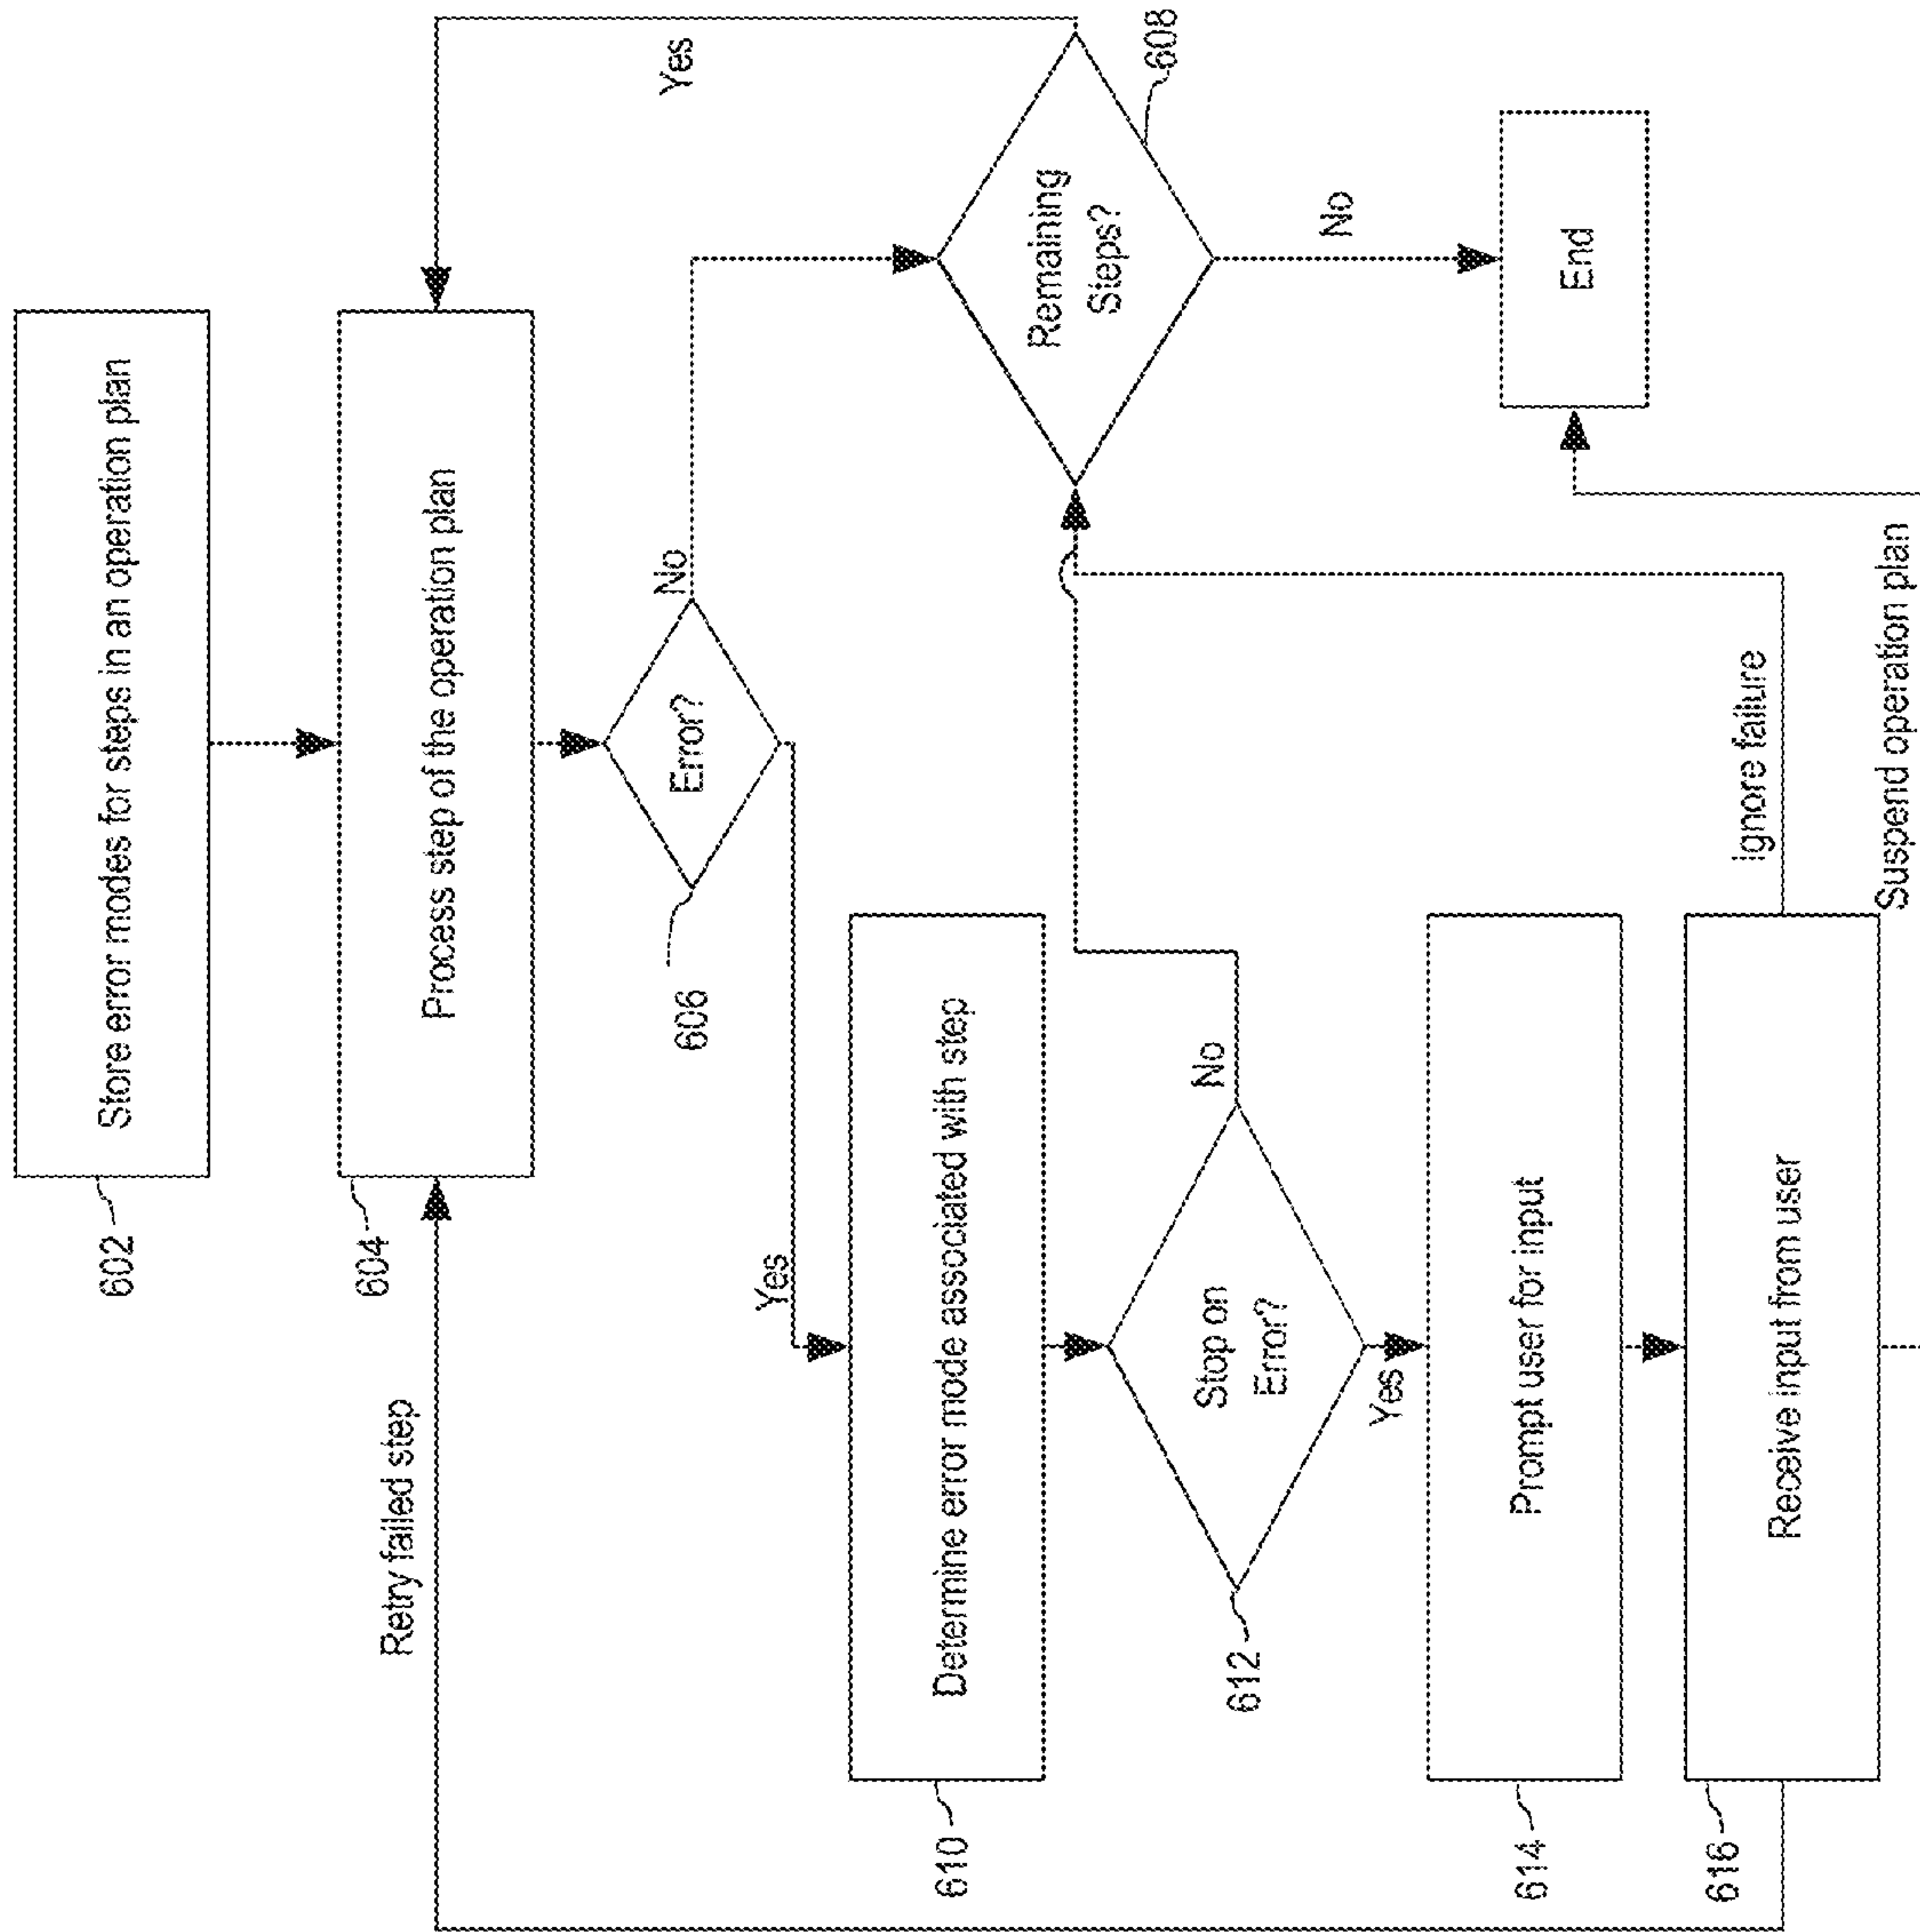 602
Store error modes for steps in an operation plan
Retry failed step
604
Process step of the operation plan
Yes
606
Error?
No
Yes
610
Determine error mode associated with step
Remaining
Steps?
608
612
Stop on
Error?
No
Yes
No
614
Prompt user for input
End
616
Receive input from user
Ignore failure
Suspend operation plan